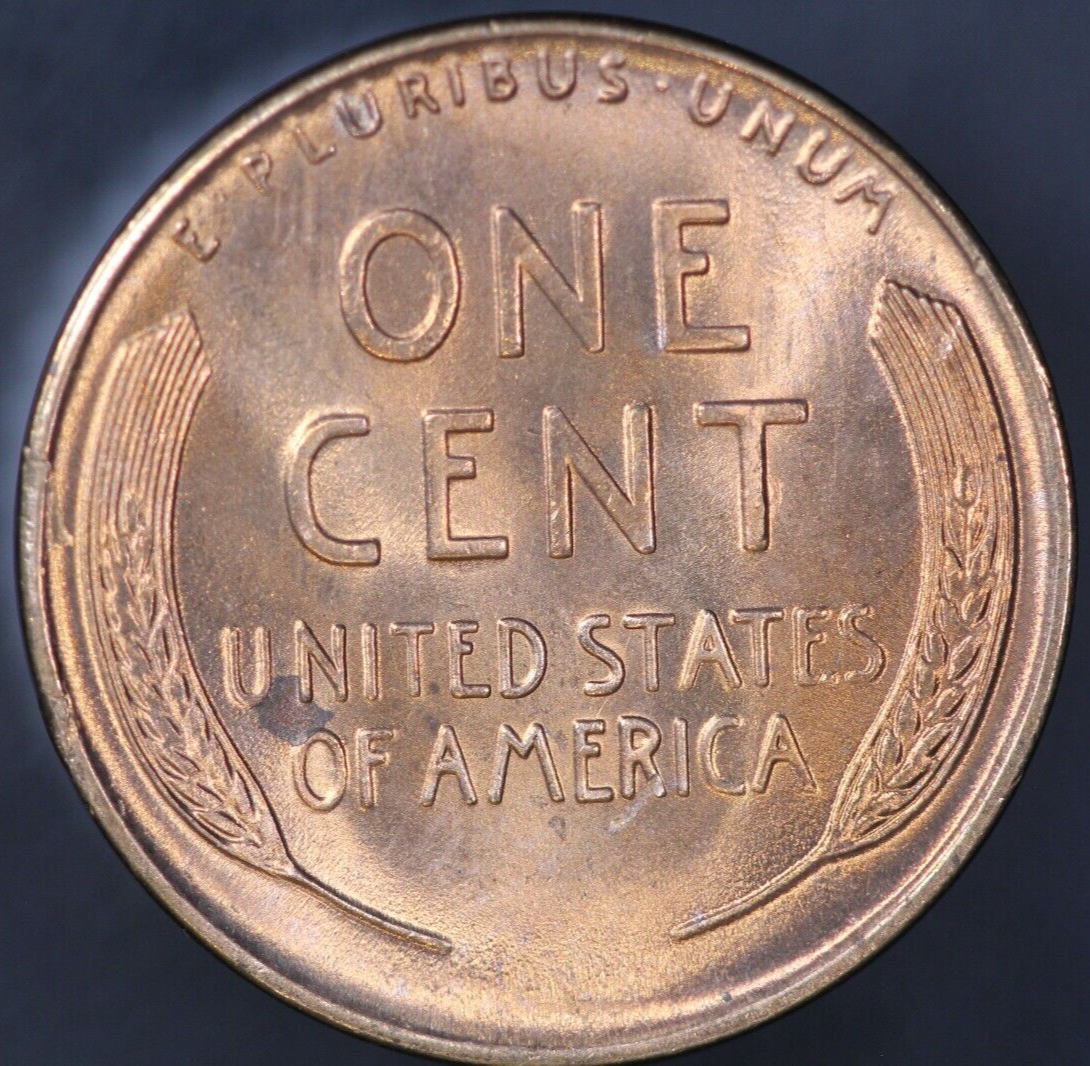 E·PLURIBUS·UNUM
ONE
CENT
UNITED STATES
OF AMERICA